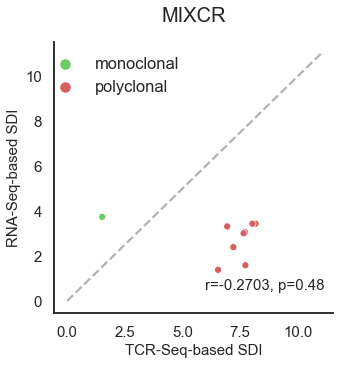 MIXCR
monoclonal
polyclonal
RNA-Seq-based SDI
10
8
6
4
2
0
r=-0.2703, p=0.48
0.0 2.5 5.0 7.5 10.0
TCR-Seq-based SDI